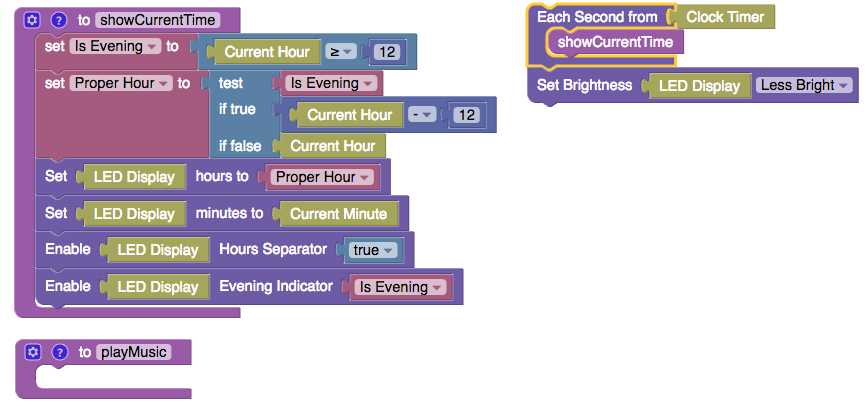 ? to showCurrentTime
set Is Evening to Current Hour ≥ 12
set Proper Hour to test Is Evening
if true Current Hour - 12
if false Current Hour
Set LED Display hours to Proper Hour
Set LED Display minutes to Current Minute
Enable LED Display Hours Separator true
Enable LED Display Evening Indicator Is Evening
? to playMusic
Each Second from Clock Timer
showCurrentTime
Set Brightness LED Display Less Bright